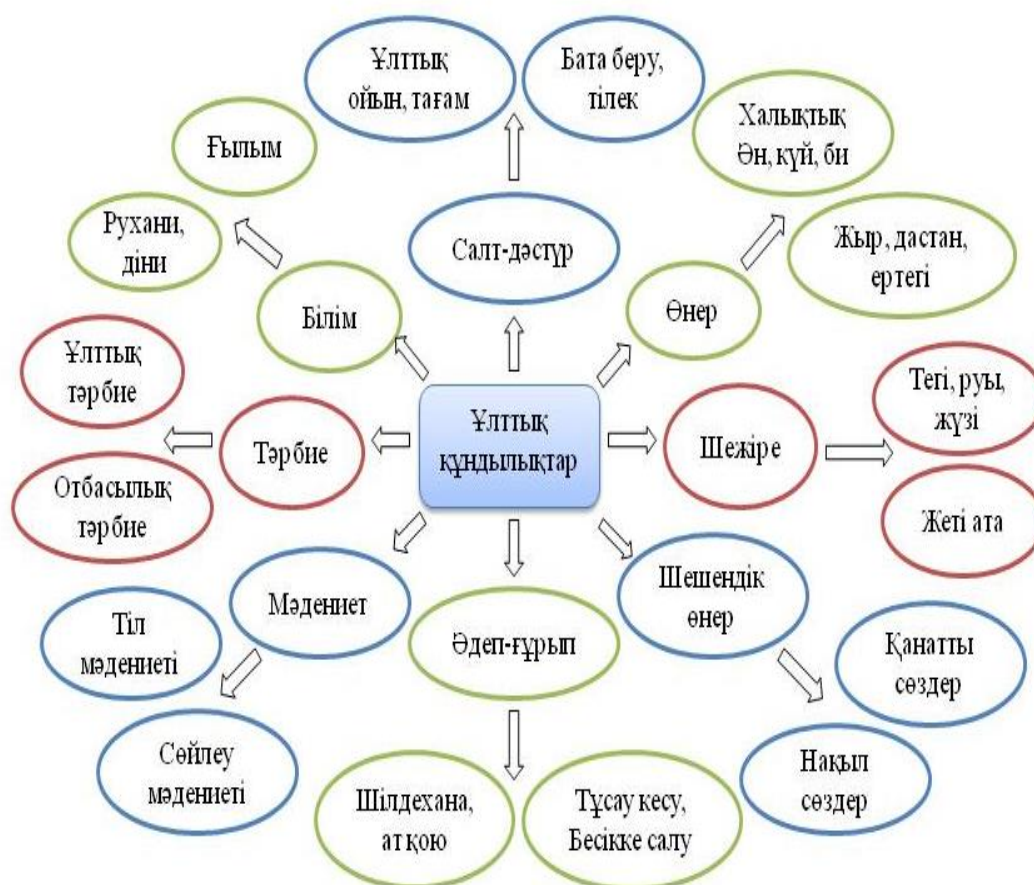 Ұлттық
ойын, тағам
Бата беру,
тілек
Халықтық
Ән, күй, би
Ғылым
Рухани,
діни
Салт-дәстүр
Жыр, дастан,
ертегі
Білім
Өнер
Ұлттық
тәрбие
Тәрбие
Ұлттық
құндылықтар
Шежіре
Тегі, руы,
жүзі
Отбасылық
тәрбие
Жеті ата
Мәдениет
Әдеп-ғұрып
Шешендік
өнер
Тіл
мәдениеті
Қанатты
сөздер
Сөйлеу
мәдениеті
Шілдехана,
ат қою
Тұсау кесу,
Бесікке салу
Нақыл
сөздер